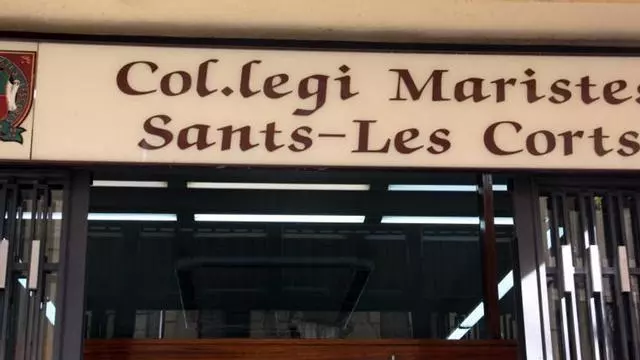 Col.legi Maristes
Sants-Les Corts